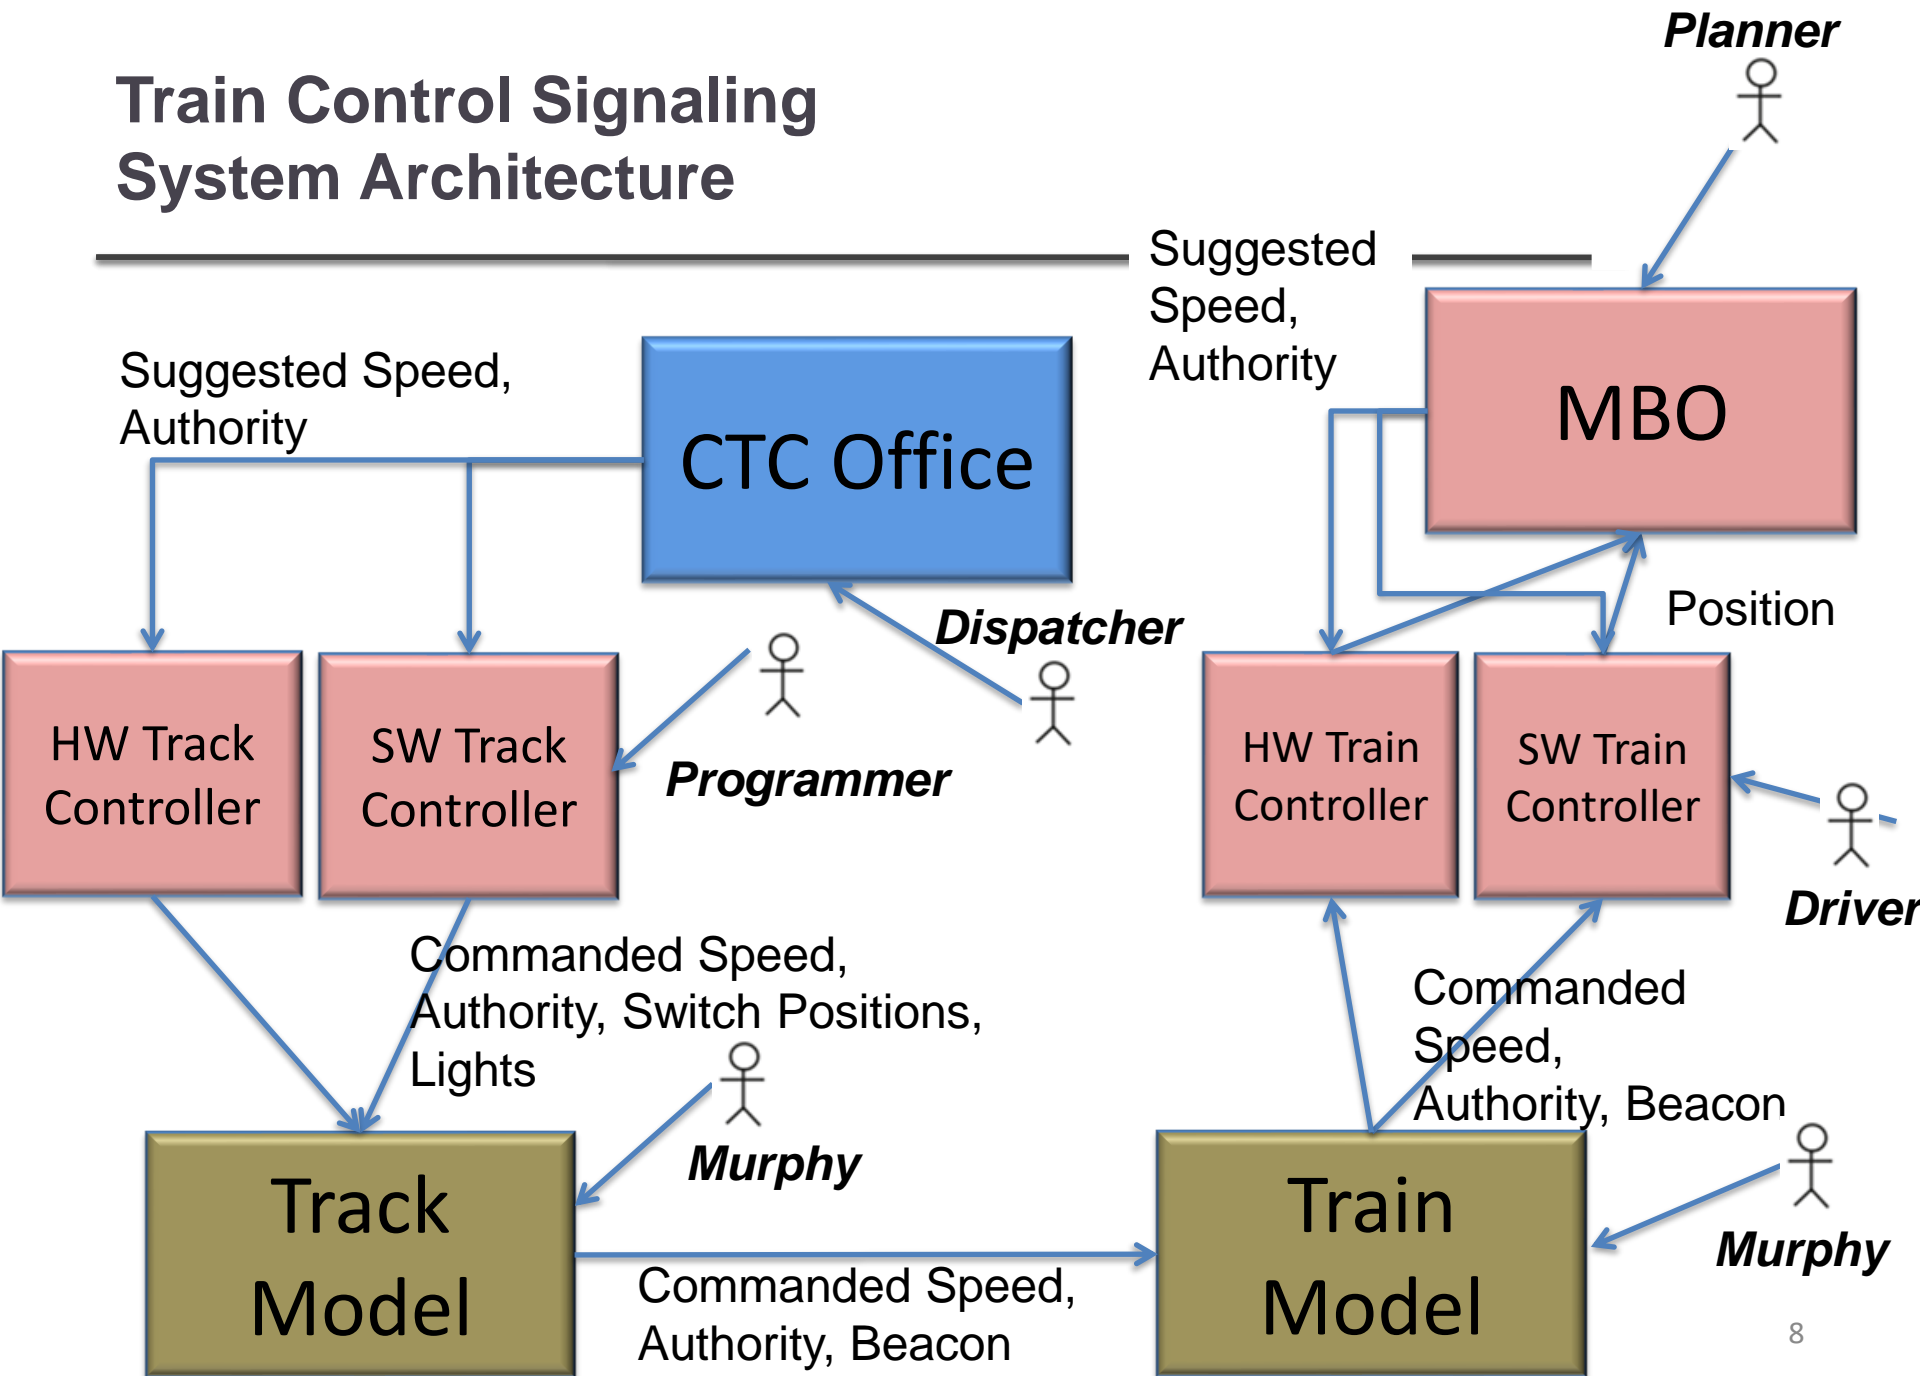 Planner
Train Control Signaling
System Architecture
Suggested
Speed,
Authority
MBO
Suggested Speed,
Authority
CTC Office
Position
Dispatcher
Programmer
HW Track
Controller
SW Track
Controller
HW Train
Controller
SW Train
Controller
Driver
Commanded Speed,
Authority, Switch Positions,
Lights
Commanded
Speed,
Authority, Beacon
Murphy
Murphy
Track
Model
Commanded Speed,
Authority, Beacon
Train
Model
8